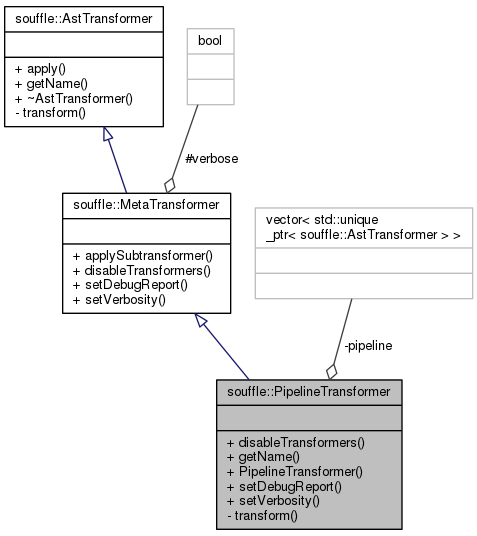 souffle::AstTransformer
+ apply()
+ getName()
+ ~AstTransformer()
- transform()
bool
#verbose
souffle::MetaTransformer
+ applySubtransformer()
+ disableTransformers()
+ setDebugReport()
+ setVerbosity()
vector< std::unique
_ptr< souffle::AstTransformer > >
-pipeline
souffle::PipelineTransformer
+ disableTransformers()
+ getName()
+ PipelineTransformer()
+ setDebugReport()
+ setVerbosity()
- transform()